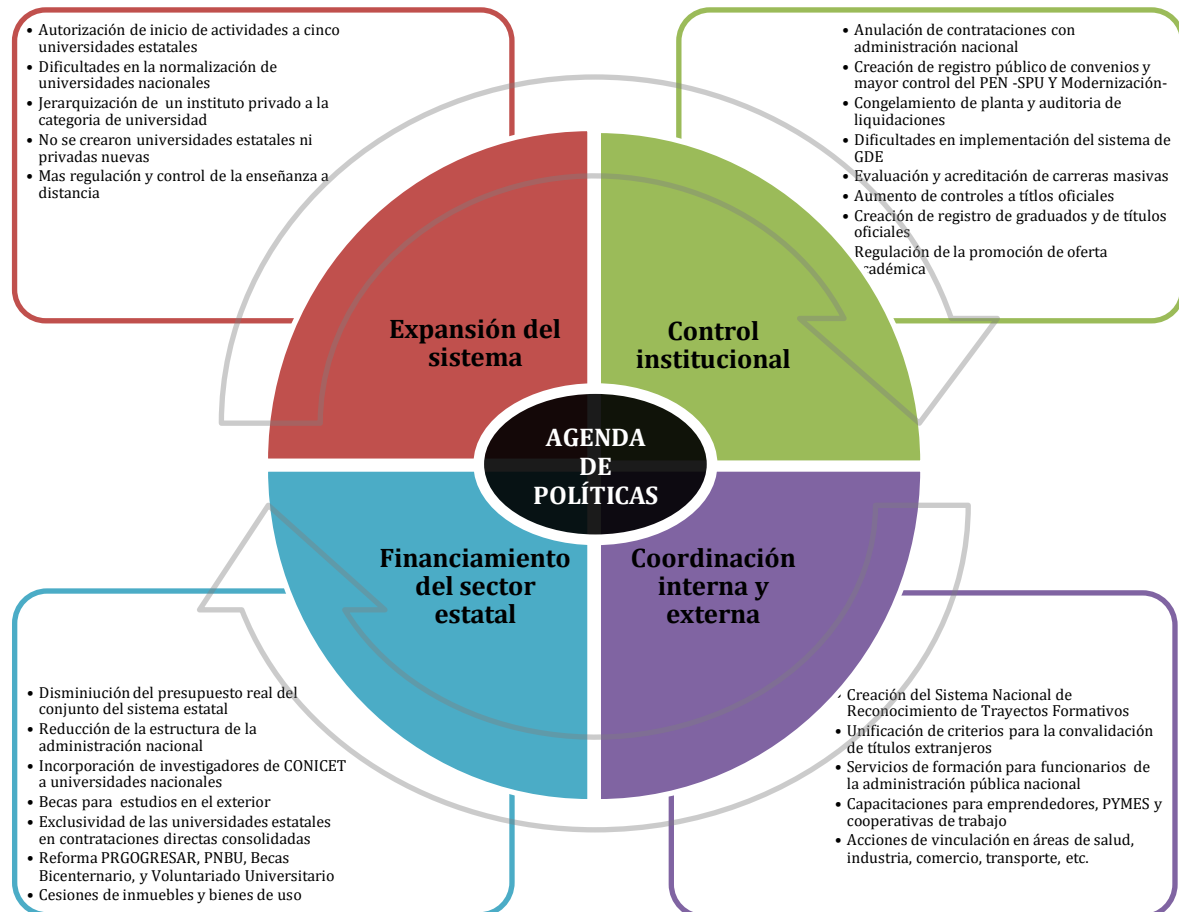 • Autorización de inicio de actividades a cinco
universidades estatales
• Dificultades en la normalización de
universidades nacionales
• Jerarquización de un instituto privado a la
categoria de universidad
• No se crearon universidades estatales ni
privadas nuevas
• Mas regulación y control de la enseñanza a
distancia
• Anulación de contrataciones con
administración nacional
• Creación de registro público de convenios y
mayor control del PEN -SPU Y Modernización-
• Congelamiento de planta y auditoria de
liquidaciones
• Dificultades en implementación del sistema de
GDE
• Evaluación y acreditación de carreras masivas
• Aumento de controles a títlos oficiales
• Creación de registro de graduados y de títulos
oficiales
Regulación de la promoción de oferta
académica
Expansión del
sistema
Control
institucional
AGENDA
DE
POLÍTICAS
Financiamiento
del sector
estatal
Coordinación
interna y
externa
• Disminiución del presupuesto real del
conjunto del sistema estatal
• Reducción de la estructura de la
administración nacional
• Incorporación de investigadores de CONICET
a universidades nacionales
• Becas para estudios en el exterior
• Exclusividad de las universidades estatales
en contrataciones directas consolidadas
• Reforma PRGOGRESAR, PNBU, Becas
Bicenternario, y Voluntariado Universitario
• Cesiones de inmuebles y bienes de uso
• Creación del Sistema Nacional de
Reconocimiento de Trayectos Formativos
• Unificación de criterios para la convalidación
de títulos extranjeros
• Servicios de formación para funcionarios de
la administración pública nacional
• Capacitaciones para emprendedores, PYMES y
cooperativas de trabajo
• Acciones de vinculación en áreas de salud,
industria, comercio, transporte, etc.